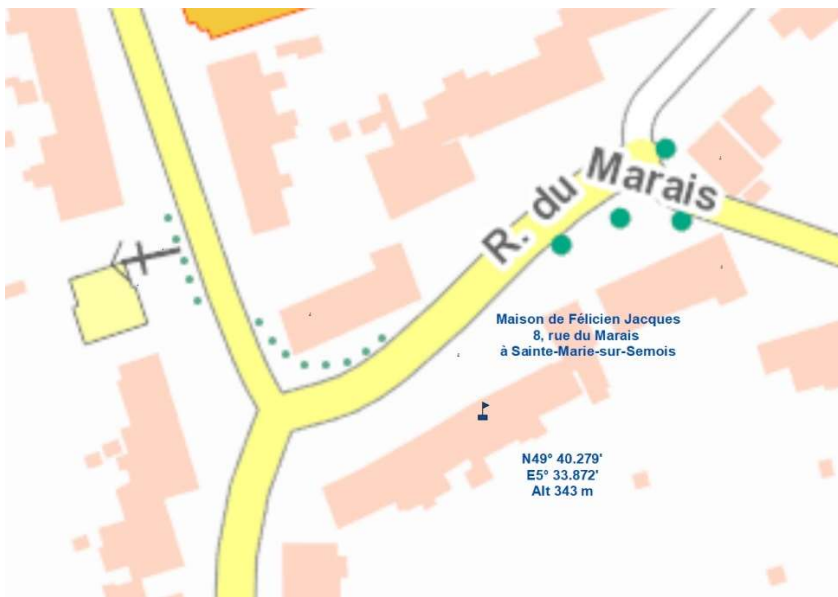 R. du Marais
Maison de Félicien Jacques
8, rue du Marais
à Sainte-Marie-sur-Semois
N49° 40.279'
E5° 33.872'
Alt 343 m